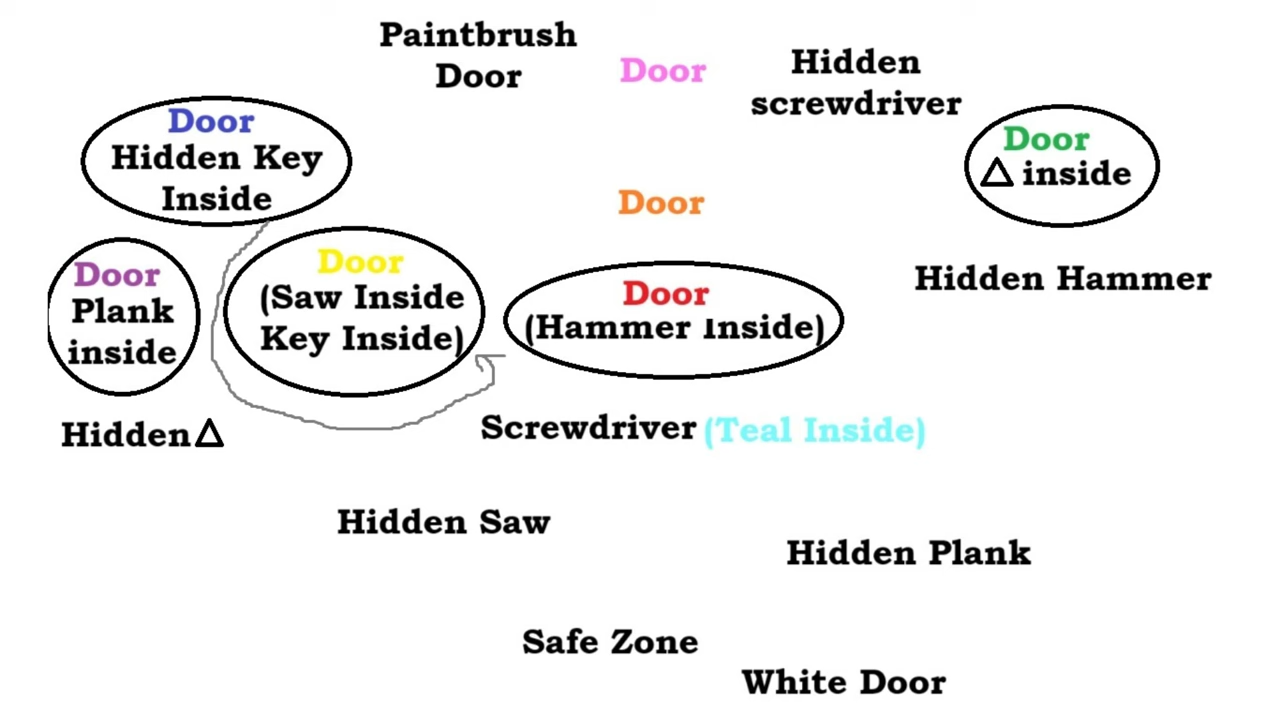 Paintbrush
Door
Door
Hidden
screwdriver
Door
Hidden Key
Inside
Door
△ inside
Door
Door
Plank
inside
Door
(Saw Inside
Key Inside)
Door
(Hammer Inside)
Hidden Hammer
Hidden △
Screwdriver (Teal Inside)
Hidden Saw
Hidden Plank
Safe Zone
White Door